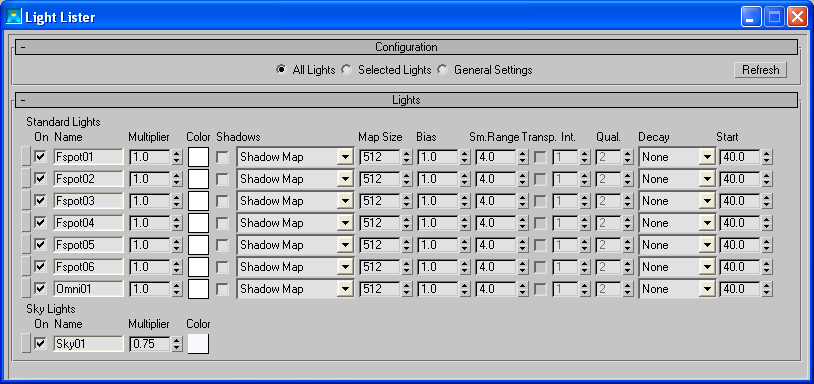 Light Lister
- Configuration
All Lights Selected Lights General Settings Refresh
- Lights
Standard Lights
On Name Multiplier Color Shadows Map Size Bias Sm.Range Transp. Int. Qual. Decay Start
Fspot01 1.0 Shadow Map 512 1.0 4.0 1 2 None 40.0
Fspot02 1.0 Shadow Map 512 1.0 4.0 1 2 None 40.0
Fspot03 1.0 Shadow Map 512 1.0 4.0 1 2 None 40.0
Fspot04 1.0 Shadow Map 512 1.0 4.0 1 2 None 40.0
Fspot05 1.0 Shadow Map 512 1.0 4.0 1 2 None 40.0
Fspot06 1.0 Shadow Map 512 1.0 4.0 1 2 None 40.0
Omni01 1.0 Shadow Map 512 1.0 4.0 1 2 None 40.0
Sky Lights
On Name Multiplier Color
Sky01 0.75